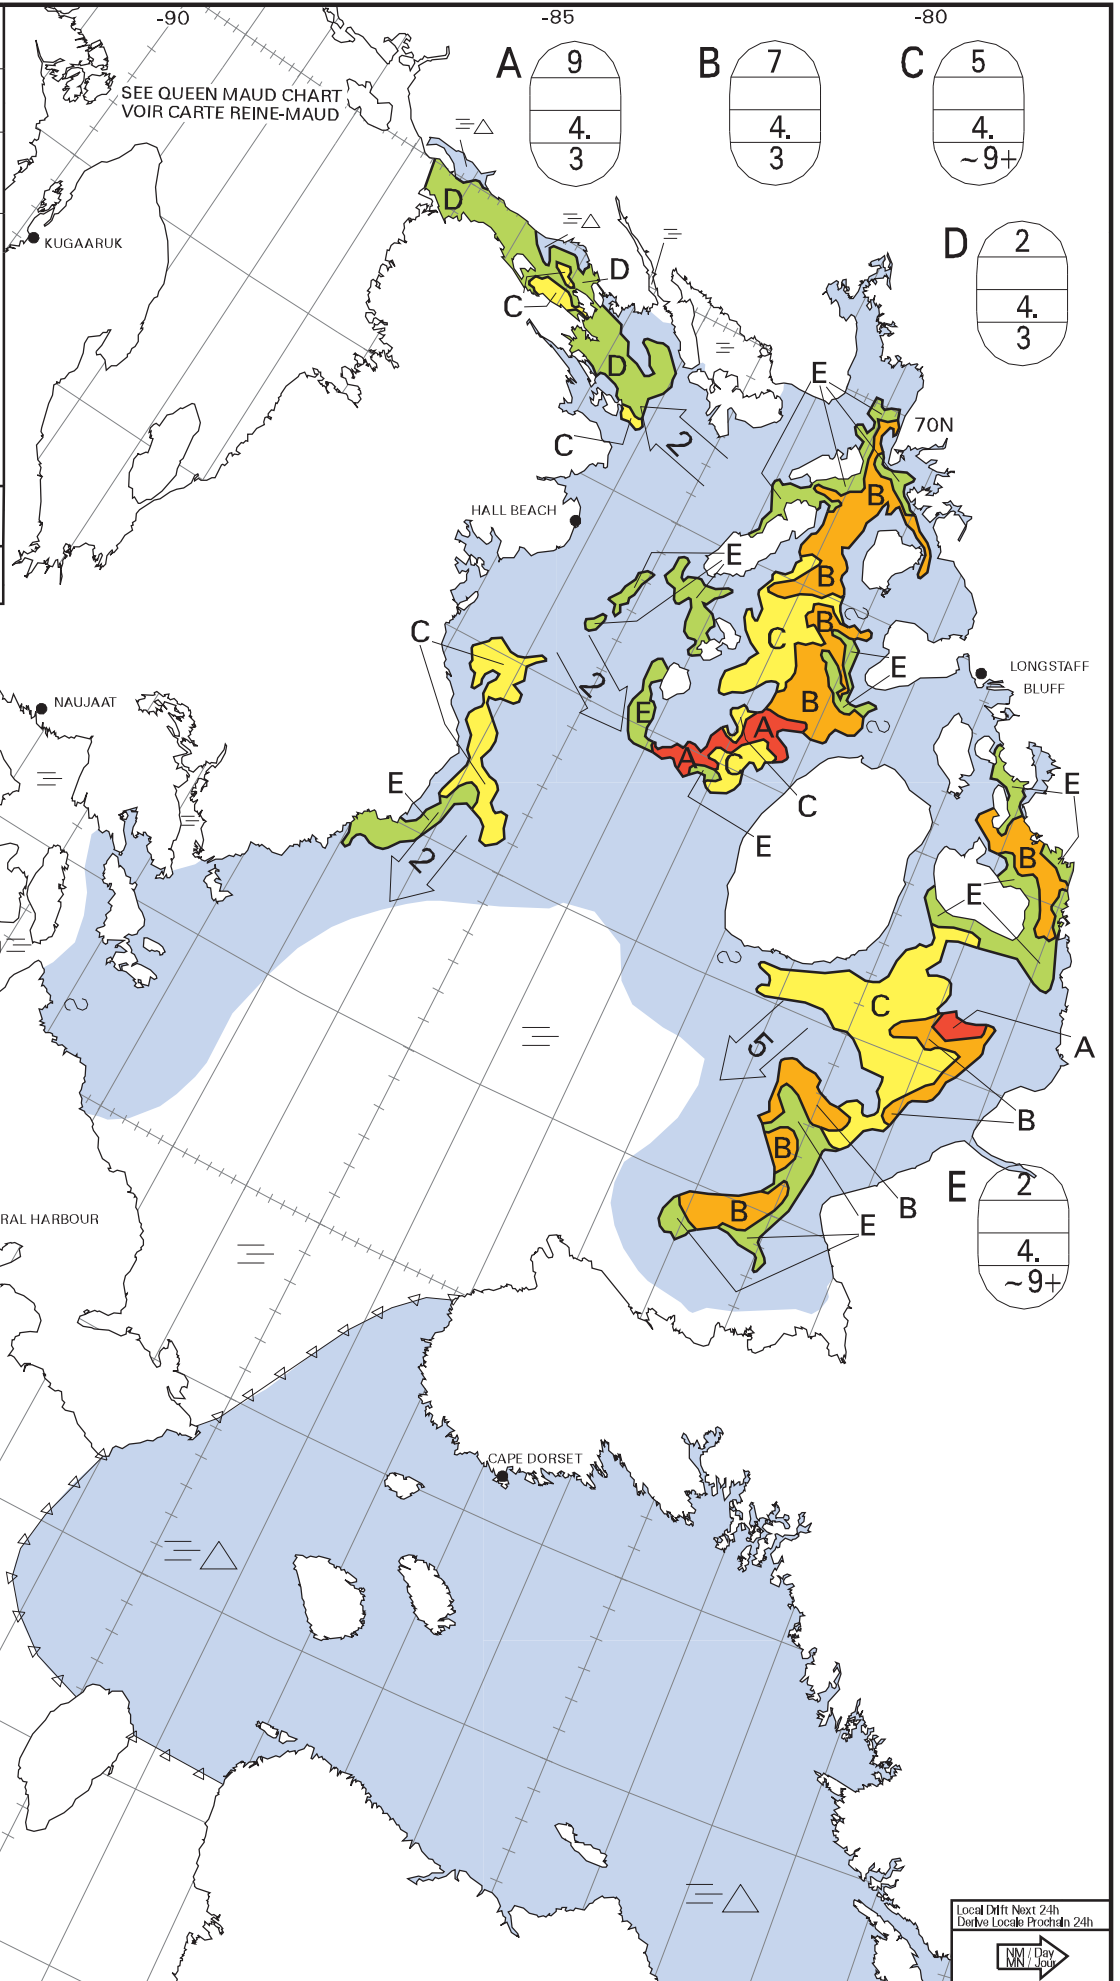 -90
-85
-80
SEE QUEEN MAUD CHART
VOIR CARTE REINE-MAUD
A
9
4.
3
B
7
4.
3
C
5
4.
~9+
D
2
4.
3
D
KUGAARUK
D
C
D
E
70N
C
2
B
HALL BEACH
E
B
B
C
C
E
LONGSTAFF
BLUFF
2
NAUJAAT
B
E
A
A
C
E
E
C
B
E
2
E
C
5
A
B
B
E
2
4.
~9+
B
B
E
RAL HARBOUR
CAPE DORSET
Local Drift Next 24h
Derive Locale Prochain 24h
NM / Day
MN / Jour